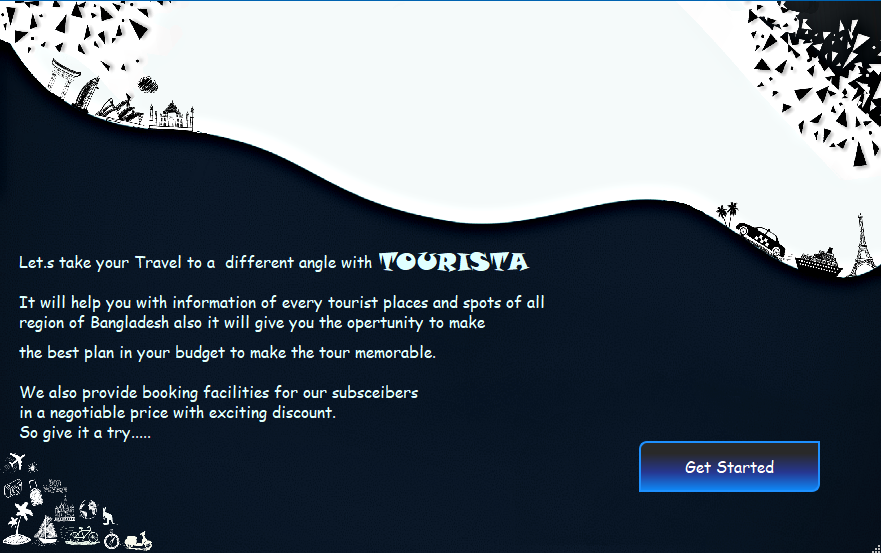 Let.s take your Travel to a  different angle with TOURISTA
It will help you with information of every tourist places and spots of all
region of Bangladesh also it will give you the opertunity to make
the best plan in your budget to make the tour memorable.
We also provide booking facilities for our subsceibers
in a negotiable price with exciting discount.
So give it a try.....
Get Started